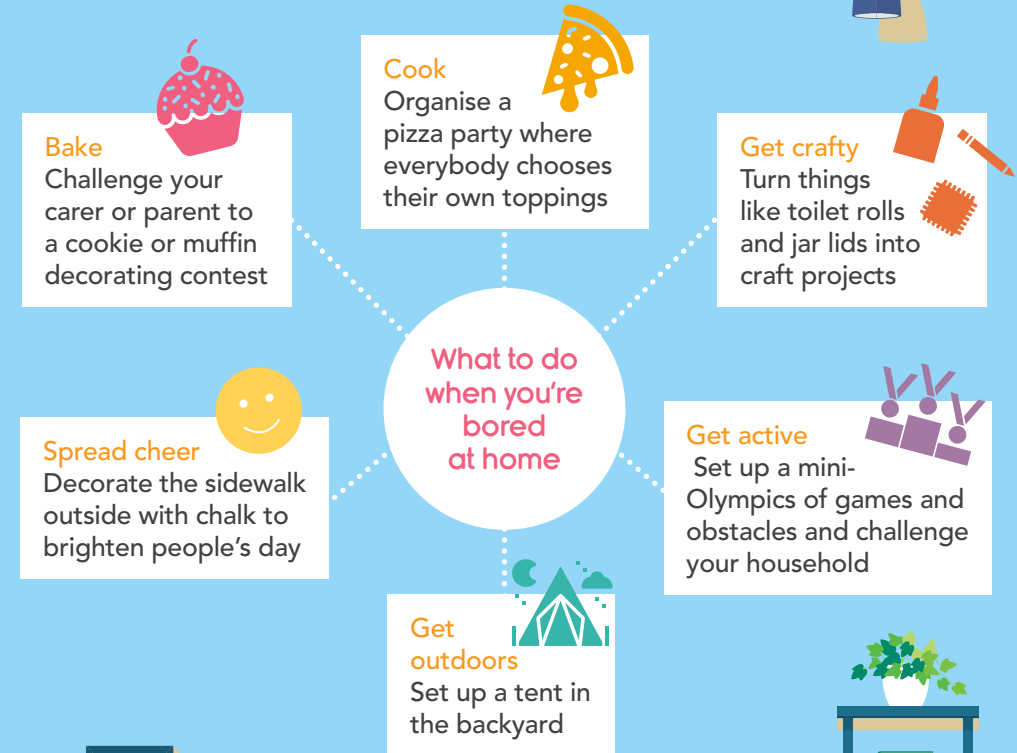 What to do
when you're
bored
at home
Bake
Challenge your
carer or parent to
a cookie or muffin
decorating contest
Cook
Organise a
pizza party where
everybody chooses
their own toppings
Get crafty
Turn things
like toilet rolls
and jar lids into
craft projects
Spread cheer
Decorate the sidewalk
outside with chalk to
brighten people’s day
Get active
Set up a mini-
Olympics of games and
obstacles and challenge
your household
Get
outdoors
Set up a tent in
the backyard